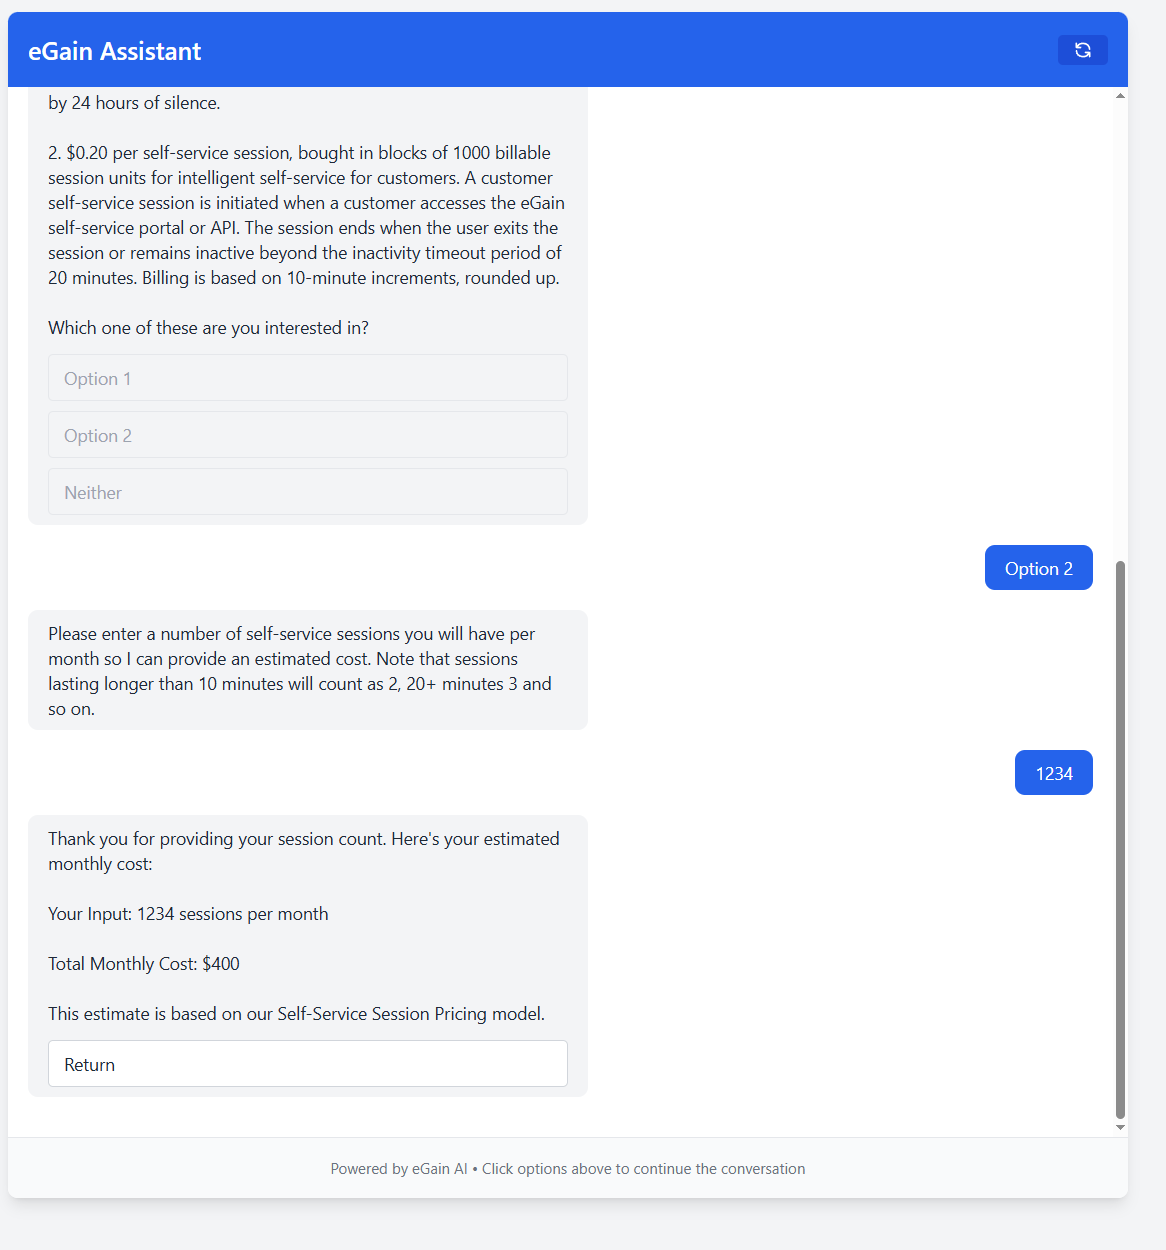 eGain Assistant
by 24 hours of silence.
2. $0.20 per self-service session, bought in blocks of 1000 billable
session units for intelligent self-service for customers. A customer
self-service session is initiated when a customer accesses the eGain
self-service portal or API. The session ends when the user exits the
session or remains inactive beyond the inactivity timeout period of
20 minutes. Billing is based on 10-minute increments, rounded up.
Which one of these are you interested in?
Option 1
Option 2
Neither
Option 2
Please enter a number of self-service sessions you will have per
month so I can provide an estimated cost. Note that sessions
lasting longer than 10 minutes will count as 2, 20+ minutes 3 and
so on.
1234
Thank you for providing your session count. Here's your estimated
monthly cost:
Your Input: 1234 sessions per month
Total Monthly Cost: $400
This estimate is based on our Self-Service Session Pricing model.
Return
Powered by eGain AI • Click options above to continue the conversation